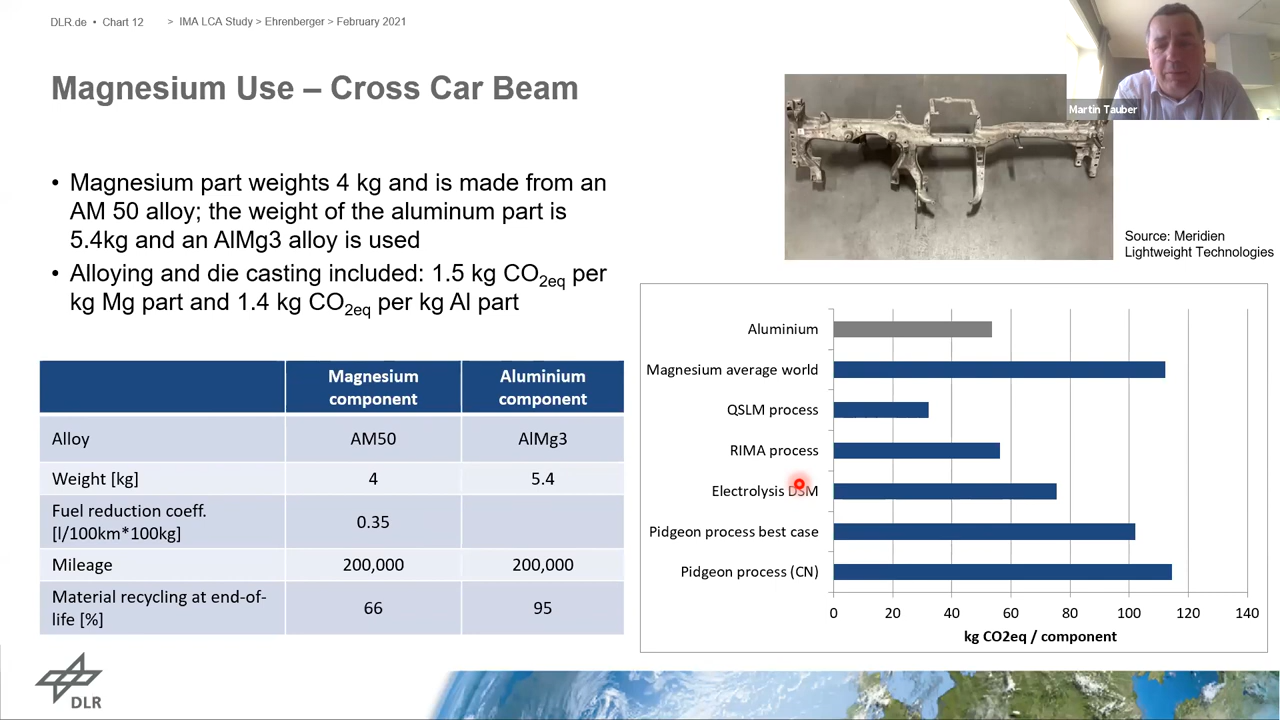 DLR.de • Chart 12 > IMA LCA Study > Ehrenberger > February 2021
Magnesium Use – Cross Car Beam
Martin Tauber
• Magnesium part weights 4 kg and is made from an
AM 50 alloy; the weight of the aluminum part is
5.4kg and an AlMg3 alloy is used
• Alloying and die casting included: 1.5 kg CO2eq per
kg Mg part and 1.4 kg CO2eq per kg Al part
Source: Meridien
Lightweight Technologies
Magnesium component Aluminium component
Alloy AM50 AlMg3
Weight [kg] 4 5.4
Fuel reduction coeff. [l/100km*100kg] 0.35
Mileage 200,000 200,000
Material recycling at end-of-life [%] 66 95
Aluminium
Magnesium average world
QSLM process
RIMA process
Electrolysis DSM
Pidgeon process best case
Pidgeon process (CN)
0 20 40 60 80 100 120 140
kg CO2eq / component
DLR